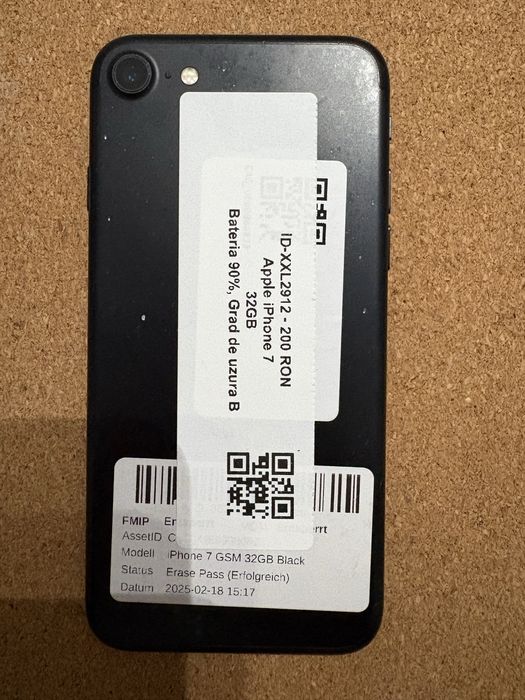 ID-XXL2912 - 200 RON
Apple iPhone 7
32GB
Bateria 90%, Grad de uzura B
FMIP
AssetID
Modell iPhone 7 GSM 32GB Black
Status Erase Pass (Erfolgreich)
Datum 2025-02-18 15:17